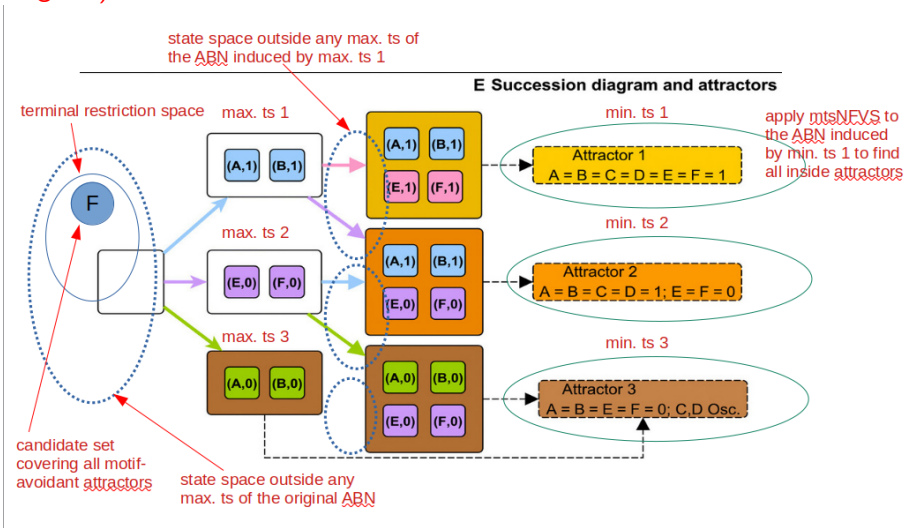 state space outside any max. ts of
the ABN induced by max. ts 1
E Succession diagram and attractors
terminal restriction space
max. ts 1
min. ts 1
apply mtsNFVS to
the ABN induced
by min. ts 1 to find
all inside attractors
F
(A,1) (B,1)
(A,1) (B,1)
(E,1) (F,1)
Attractor 1
A = B = C = D = E = F = 1
max. ts 2
min. ts 2
(E,0) (F,0)
(A,1) (B,1)
(E,0) (F,0)
Attractor 2
A = B = C = D = 1; E = F = 0
max. ts 3
min. ts 3
(A,0) (B,0)
(A,0) (B,0)
(E,0) (F,0)
Attractor 3
A = B = E = F = 0; C,D Osc.
candidate set
covering all motif-
avoidant attractors
state space outside any
max. ts of the original ABN